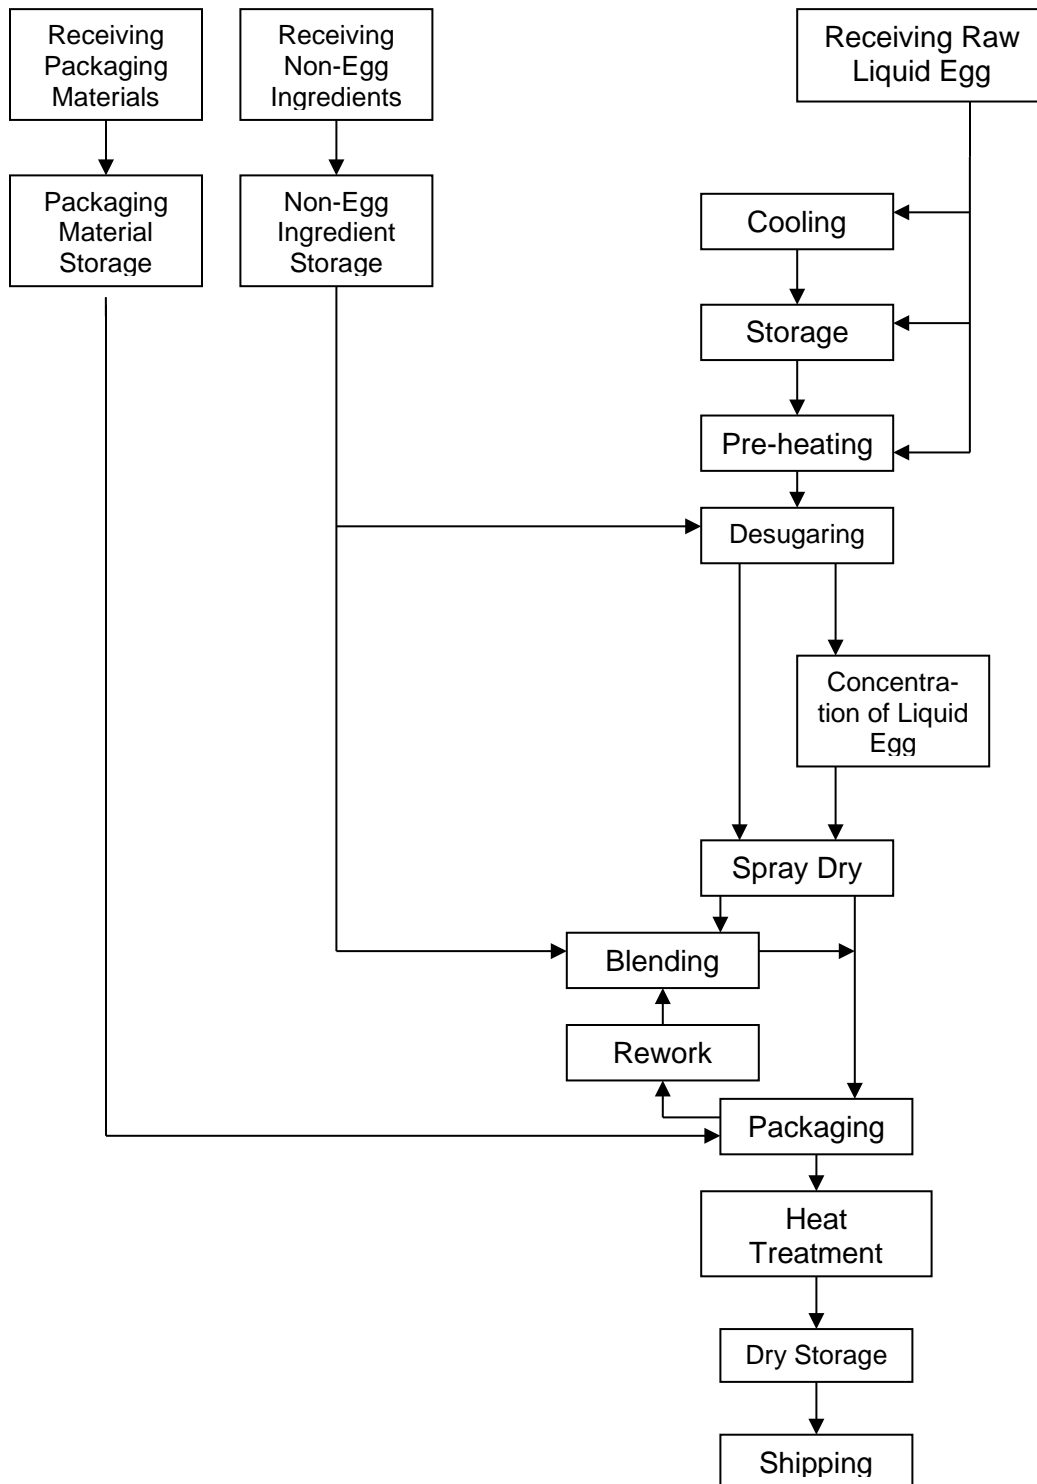 Receiving
Packaging
Materials
Receiving
Non-Egg
Ingredients
Receiving Raw
Liquid Egg
Packaging
Material
Storage
Non-Egg
Ingredient
Storage
Cooling
Storage
Pre-heating
Desugaring
Concentra-
tion of Liquid
Egg
Spray Dry
Blending
Rework
Packaging
Heat
Treatment
Dry Storage
Shipping